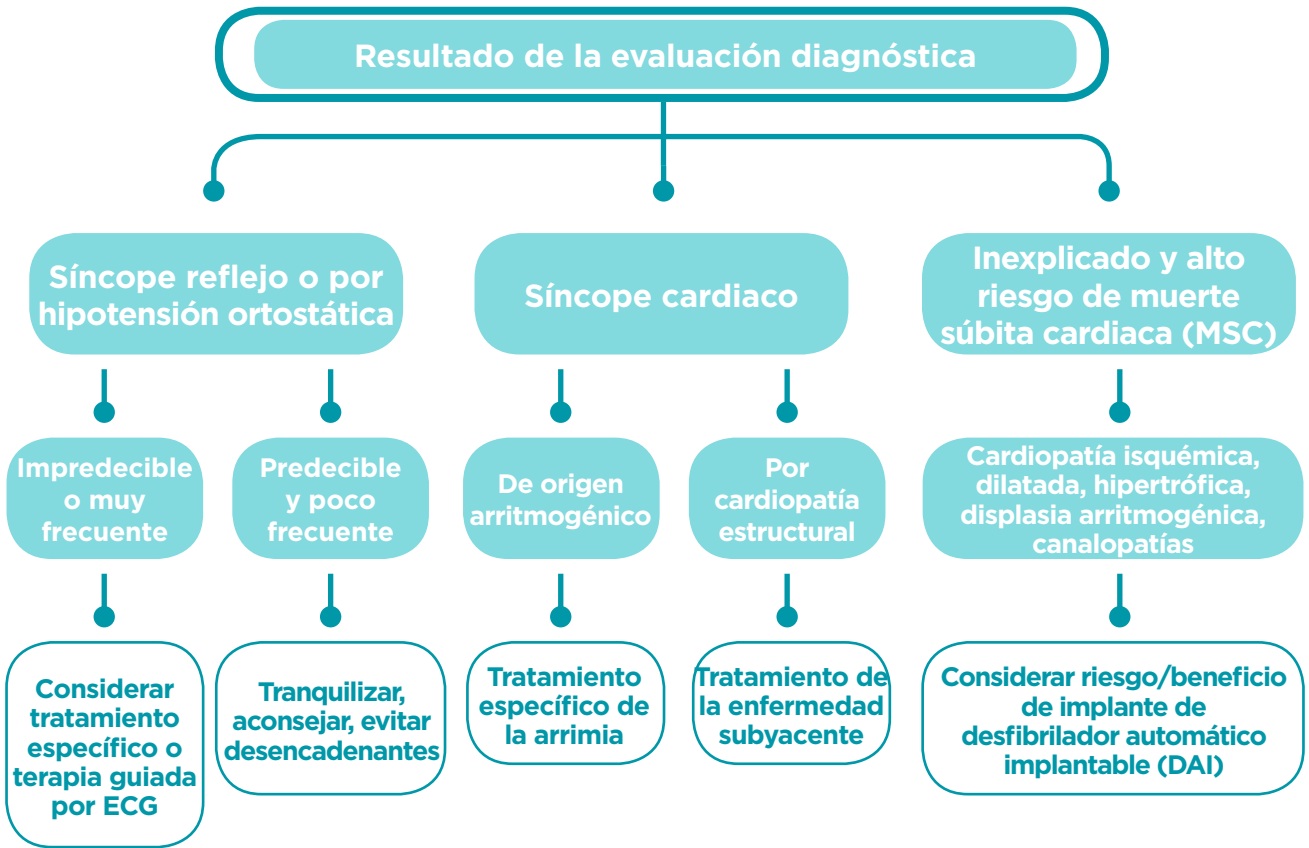 Resultado de la evaluación diagnóstica
Síncope reflejo o por
hipotensión ortostática
Síncope cardiaco
Inexplicado y alto
riesgo de muerte
súbita cardiaca (MSC)
Impredecible
o muy
frecuente
Predecible
y poco
frecuente
De origen
arritmogénico
Por
cardiopatía
estructural
Cardiopatía isquémica,
dilatada, hipertrófica,
displasia arritmogénica,
canalopatías
Considerar
tratamiento
específico o
terapia guiada
por ECG
Tranquilizar,
aconsejar, evitar
desencadenantes
Tratamiento
específico de
la arrimia
Tratamiento de
la enfermedad
subyacente
Considerar riesgo/beneficio
de implante de
desfibrilador automático
implantable (DAI)